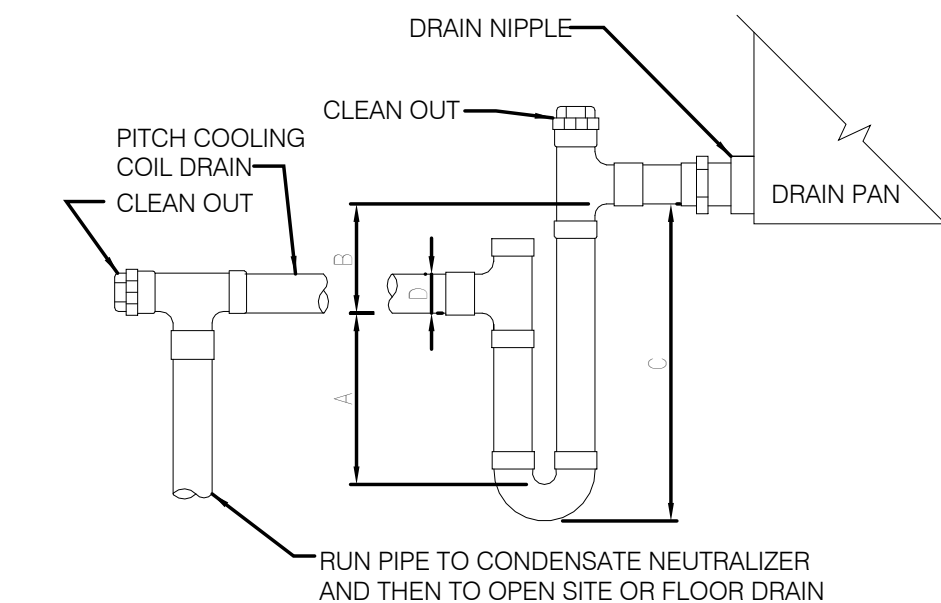 DRAIN NIPPLE
CLEAN OUT
PITCH COOLING
COIL DRAIN
CLEAN OUT
DRAIN PAN
B
D
A
C
RUN PIPE TO CONDENSATE NEUTRALIZER
AND THEN TO OPEN SITE OR FLOOR DRAIN